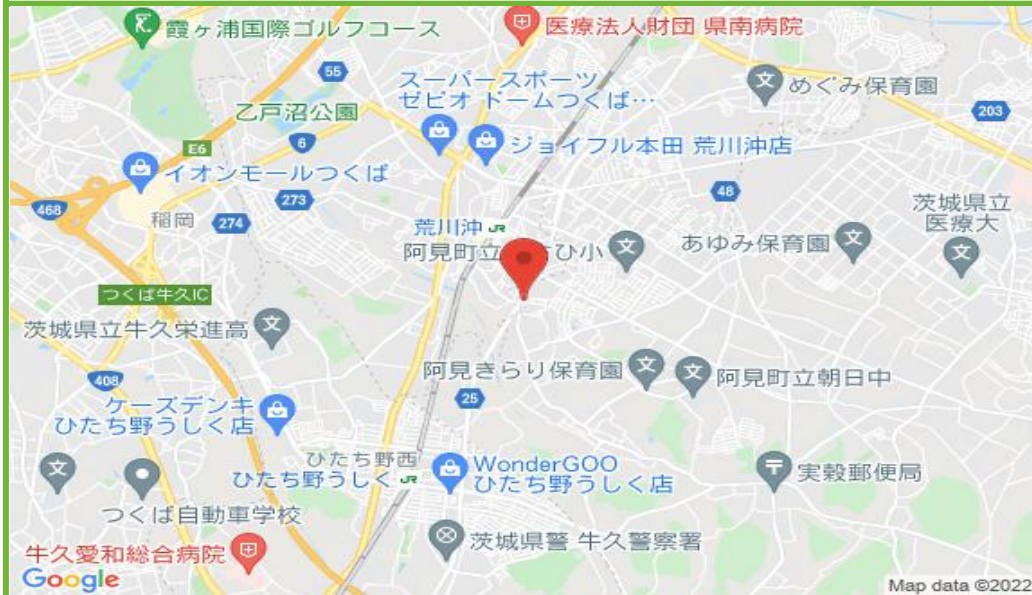 霞ヶ浦国際ゴルフコース
医療法人財団 県南病院
55
スーパースポーツ
ゼビオ ドームつくば…
めぐみ保育園
乙戸沼公園
203
E6
6
ジョイフル本田 荒川沖店
イオンモールつくば
273
48
468
稲岡
274
茨城県立
医療大
荒川沖 JR
阿見町立
ひ小
あゆみ保育園
つくば牛久IC
茨城県立牛久栄進高
阿見きらり保育園
阿見町立朝日中
408
25
ケーズデンキ
ひたち野うしく店
ひたち野西
ひたち野うしく JR
WonderGOO
ひたち野うしく店
実穀郵便局
つくば自動車学校
茨城県警 牛久警察署
牛久愛和総合病院
Google
Map data ©2022